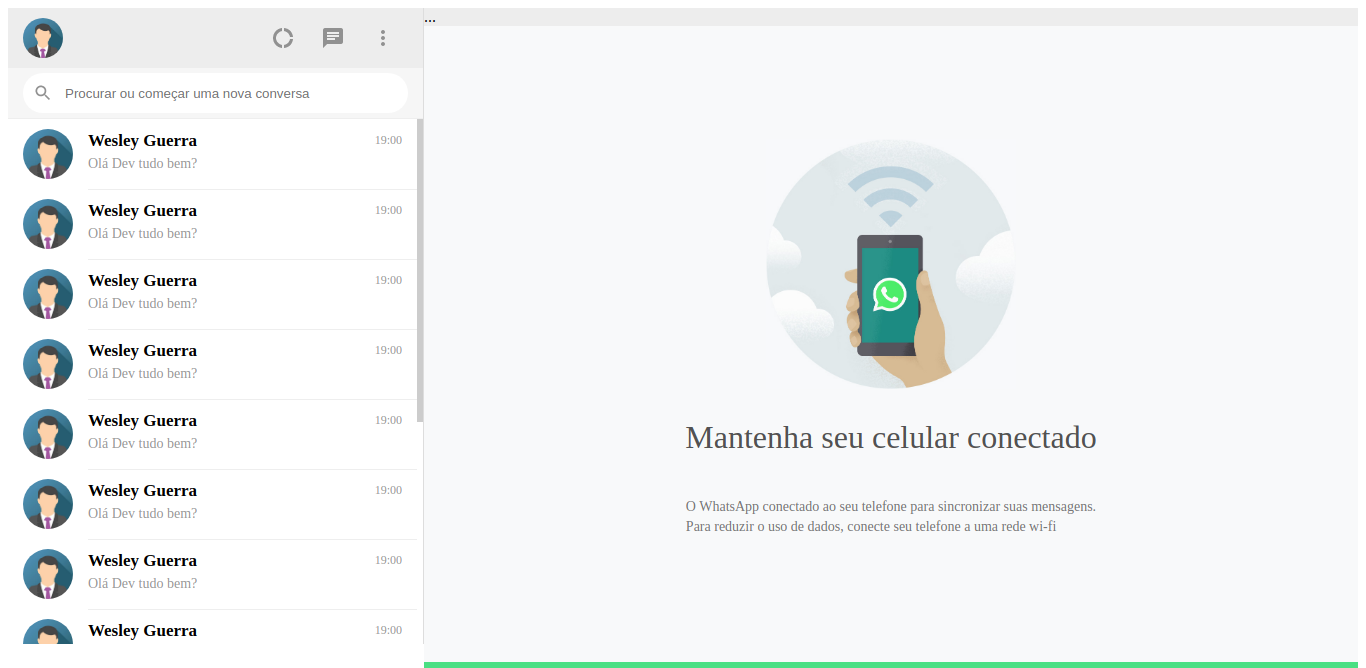 Procurar ou começar uma nova conversa
Wesley Guerra 19:00
Olá Dev tudo bem?
Wesley Guerra 19:00
Olá Dev tudo bem?
Wesley Guerra 19:00
Olá Dev tudo bem?
Wesley Guerra 19:00
Olá Dev tudo bem?
Wesley Guerra 19:00
Olá Dev tudo bem?
Wesley Guerra 19:00
Olá Dev tudo bem?
Wesley Guerra 19:00
Olá Dev tudo bem?
Wesley Guerra 19:00
...
Mantenha seu celular conectado
O WhatsApp conectado ao seu telefone para sincronizar suas mensagens.
Para reduzir o uso de dados, conecte seu telefone a uma rede wi-fi